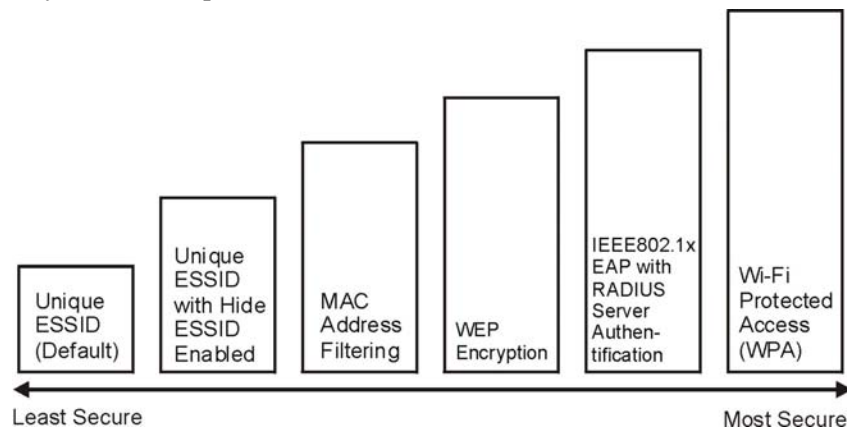 Unique
ESSID
(Default)
Unique
ESSID
with Hide
ESSID
Enabled
MAC
Address
Filtering
WEP
Encryption
IEEE802.1x
EAP with
RADIUS
Server
Authen-
tification
Wi-Fi
Protected
Access
(WPA)
Least Secure
Most Secure